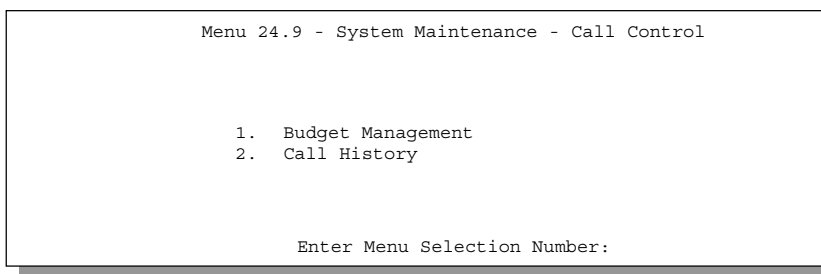 Menu 24.9 - System Maintenance - Call Control
1. Budget Management
2. Call History
Enter Menu Selection Number: